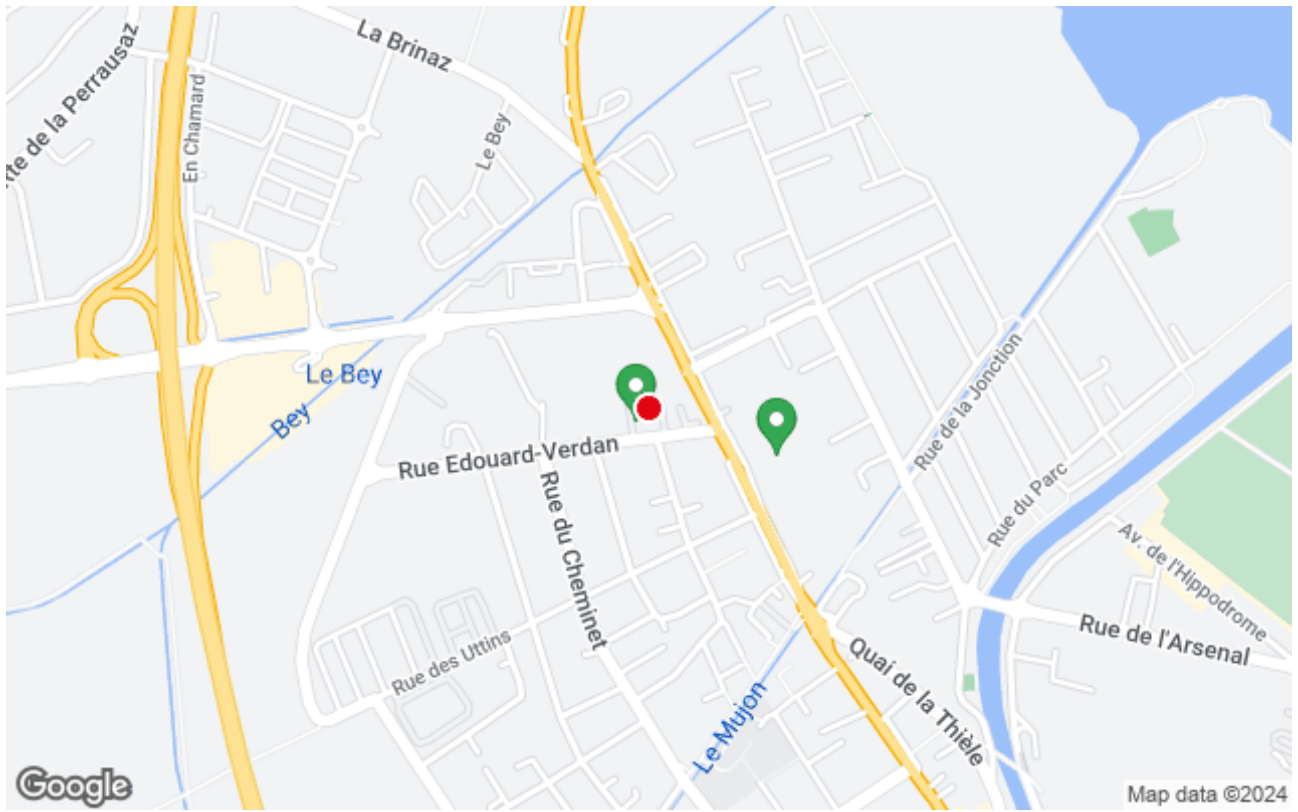 La Brinaz
nte de la Perrausaz
En Chamard
Le Bey
Le Bey
Bey
Rue de la Jonction
Rue Edouard-Verdan
Rue du Cheminet
Rue du Parc
Av. de l'Hippodrome
Rue des Uttins
Rue de l'Arsenal
Quai de la Thièle
Le Mujon
Google
Map data ©2024